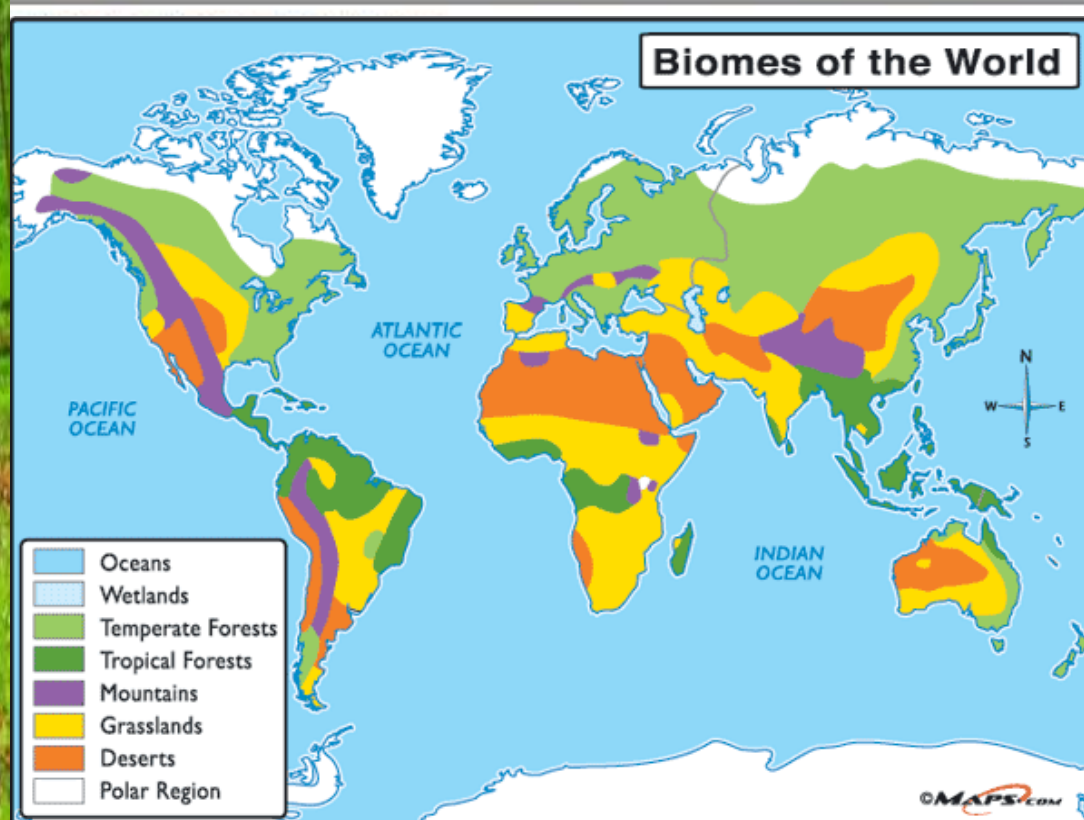 Biomes of the World
ATLANTIC
OCEAN
PACIFIC
OCEAN
N
W
E
S
INDIAN
OCEAN
Oceans
Wetlands
Temperate Forests
Tropical Forests
Mountains
Grasslands
Deserts
Polar Region
©MAPS.COM